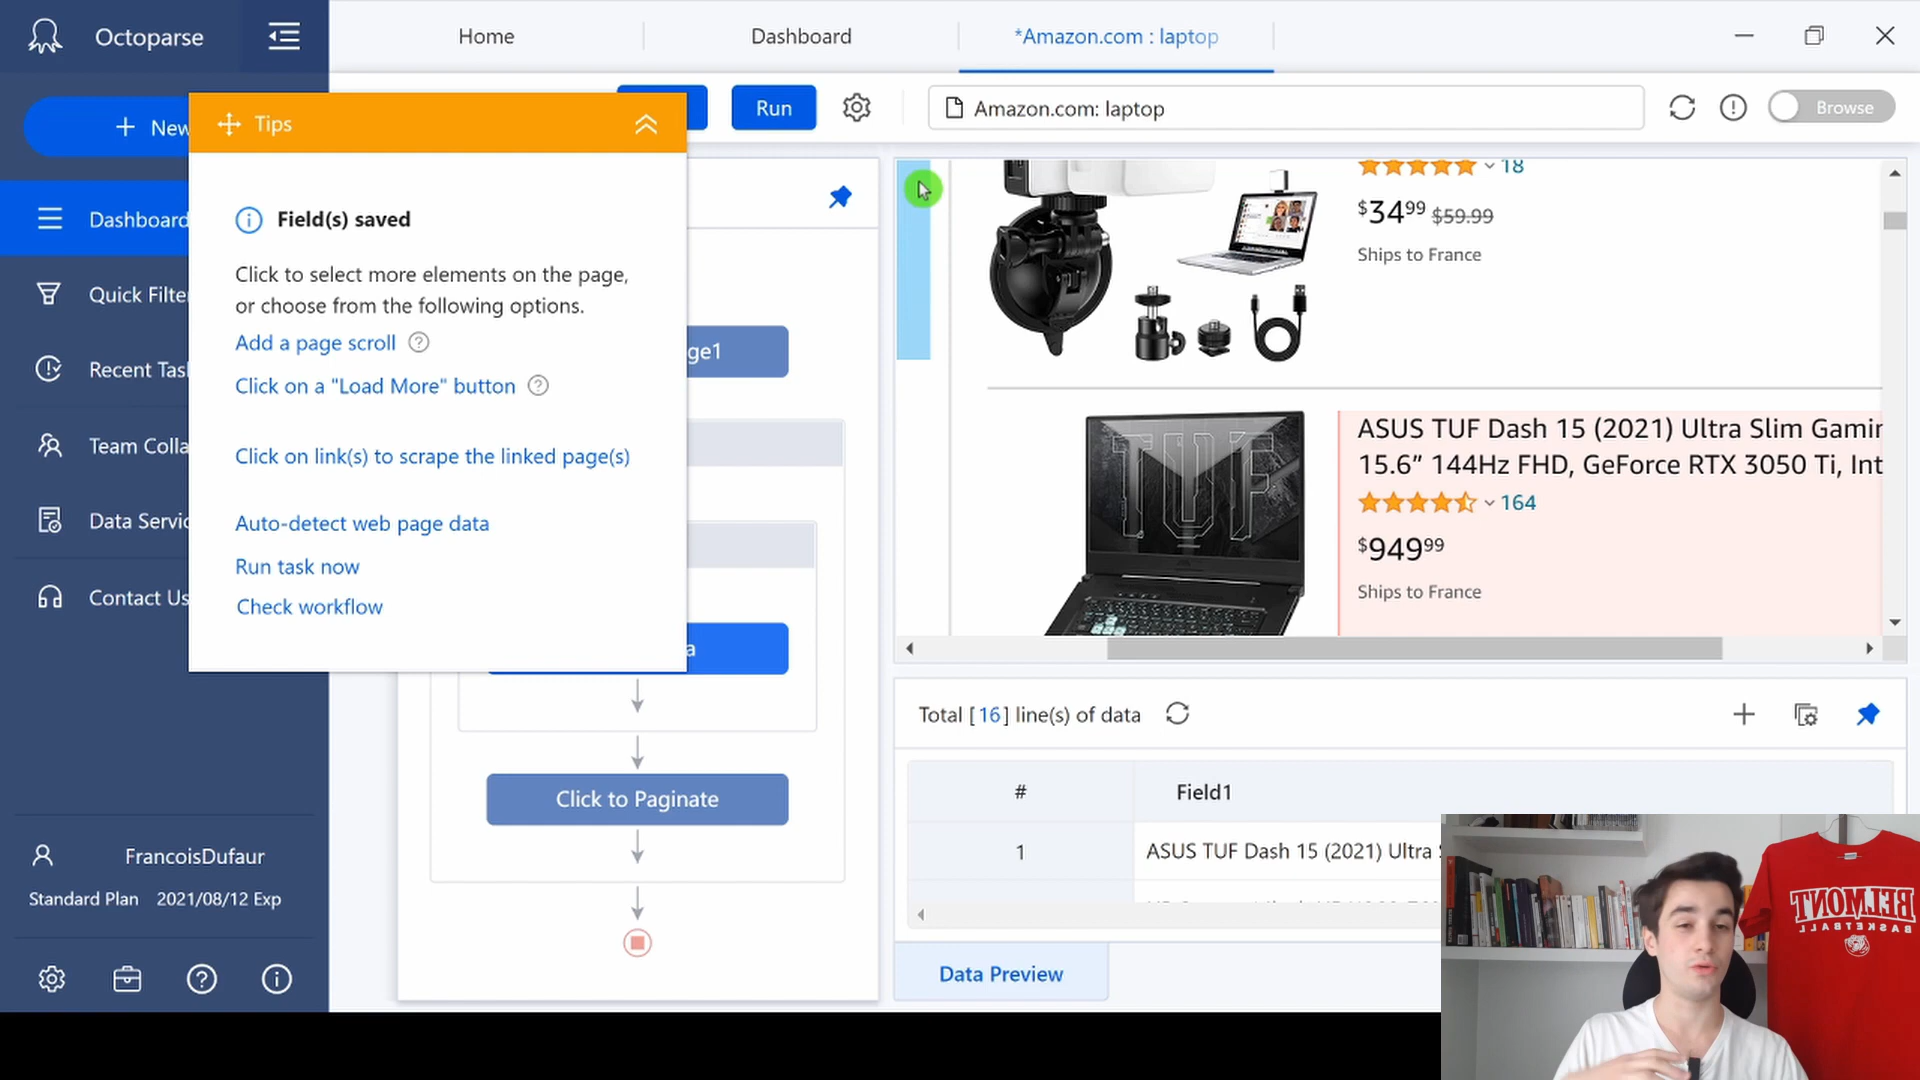 Octoparse
Home
Dashboard
*Amazon.com : laptop
New
Tips
Run
Amazon.com: laptop
Browse
Dashboard
Quick Filte
Recent Tasl
Team Colla
Data Servic
Contact Us
Field(s) saved
Click to select more elements on the page,
or choose from the following options.
Add a page scroll
Click on a "Load More" button
Click on link(s) to scrape the linked page(s)
Auto-detect web page data
Run task now
Check workflow
ge1
a
Click to Paginate
18
$34.99 $59.99
Ships to France
TUF
ASUS TUF Dash 15 (2021) Ultra Slim Gamin
15.6” 144Hz FHD, GeForce RTX 3050 Ti, Int
164
$949.99
Ships to France
Total [16] line(s) of data
# Field1
1 ASUS TUF Dash 15 (2021) Ultra S
Data Preview
FrancoisDufaur
Standard Plan 2021/08/12 Exp
BELMONT
BASKETBALL